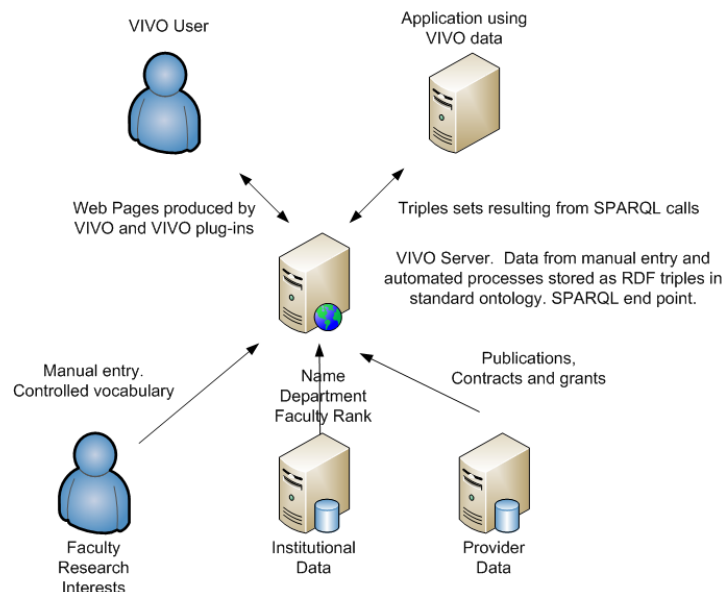 VIVO User
Application using
VIVO data
Web Pages produced by
VIVO and VIVO plug-ins
Triples sets resulting from SPARQL calls
VIVO Server.  Data from manual entry and
automated processes stored as RDF triples in
standard ontology. SPARQL end point.
Manual entry.
Controlled vocabulary
Name
Department
Faculty Rank
Publications,
Contracts and grants
Faculty
Research
Interests
Institutional
Data
Provider
Data